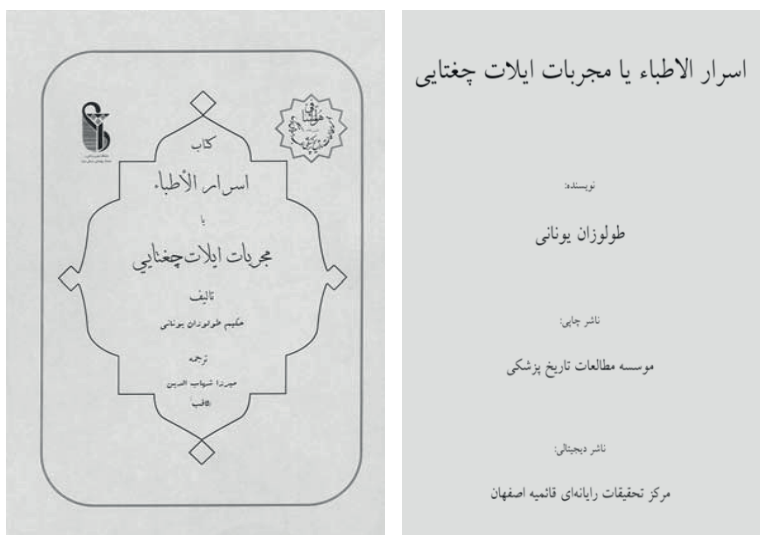 کتاب
اسرار الأطباء
یا
مجربات ایلات چغتایی
تالیف
حکیم طولوزان یونانی
ترجمه
میرزا شهاب الدین
ثاقب
اسرار الاطباء یا مجربات ایلات چغتایی
نویسنده:
طولوزان یونانی
ناشر چاپی:
موسسه مطالعات تاریخ پزشکی
ناشر دیجیتالی:
مرکز تحقیقات رایانه‌ای قائمیه اصفهان